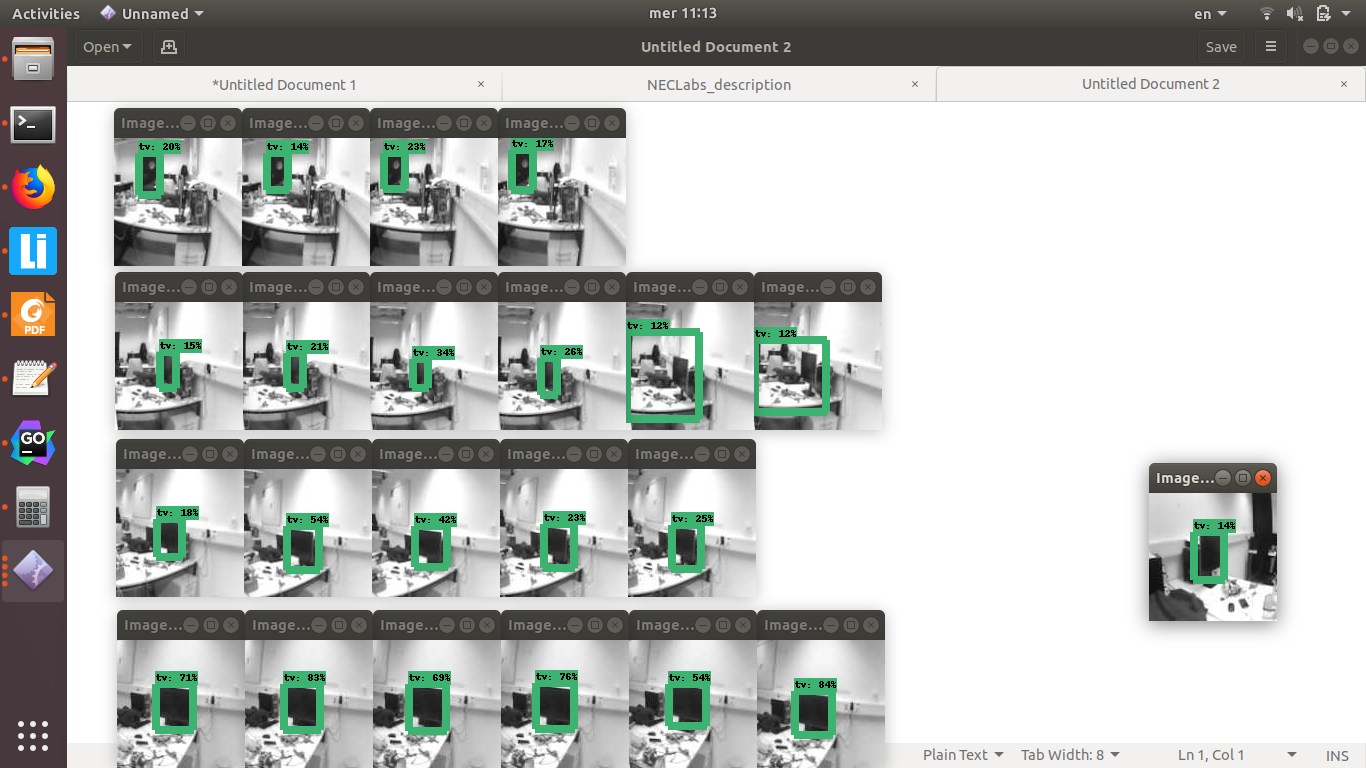 Activities Unnamed mer 11:13 en
Open Untitled Document 2 Save
*Untitled Document 1 NECLabs_description Untitled Document 2
Image... Image... Image... Image...
tv: 20% tv: 14% tv: 23% tv: 17%
Image... Image... Image... Image... Image... Image...
tv: 15% tv: 21% tv: 34% tv: 26% tv: 12% tv: 12%
Image... Image... Image... Image... Image...
tv: 18% tv: 54% tv: 42% tv: 23% tv: 25%
Image...
tv: 14%
Image... Image... Image... Image... Image... Image...
tv: 71% tv: 83% tv: 69% tv: 76% tv: 54% tv: 84%
Li
PDF
GO
Plain Text Tab Width: 8 Ln 1, Col 1 INS